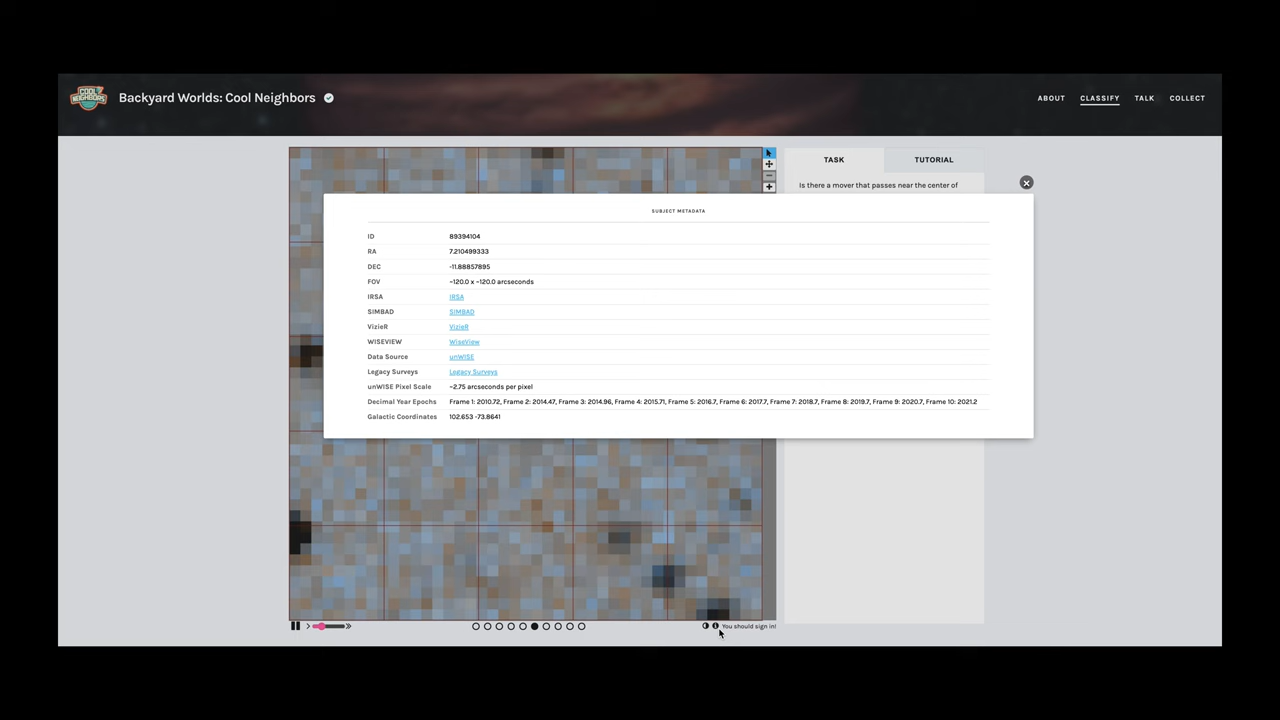 COOL NEIGHBORS
Backyard Worlds: Cool Neighbors
ABOUT CLASSIFY TALK COLLECT
TASK TUTORIAL
Is there a mover that passes near the center of
SUBJECT METADATA
ID 89394104
RA 7.210499333
DEC -11.88857895
FOV ~120.0 x ~120.0 arcseconds
IRSA IRSA
SIMBAD SIMBAD
VizieR VizieR
WISEVIEW WiseView
Data Source unWISE
Legacy Surveys Legacy Surveys
unWISE Pixel Scale ~2.75 arcseconds per pixel
Decimal Year Epochs Frame 1: 2010.72, Frame 2: 2014.47, Frame 3: 2014.96, Frame 4: 2015.71, Frame 5: 2016.7, Frame 6: 2017.7, Frame 7: 2018.7, Frame 8: 2019.7, Frame 9: 2020.7, Frame 10: 2021.2
Galactic Coordinates 102.653 -73.8641
You should sign in!